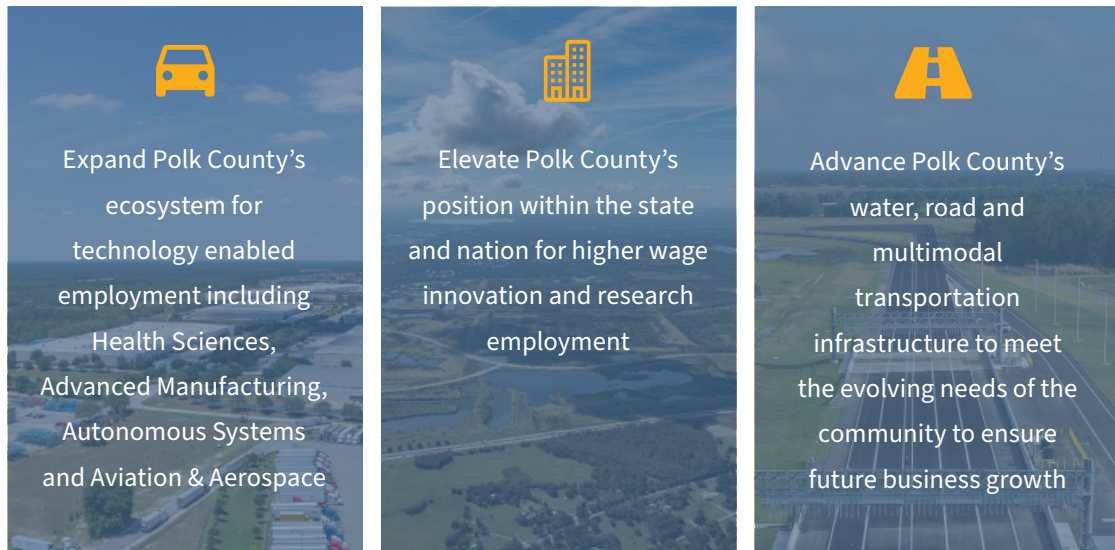 Expand Polk County’s
ecosystem for
technology enabled
employment including
Health Sciences,
Advanced Manufacturing,
Autonomous Systems
and Aviation & Aerospace
Elevate Polk County’s
position within the state
and nation for higher wage
innovation and research
employment
Advance Polk County’s
water, road and
multimodal
transportation
infrastructure to meet
the evolving needs of the
community to ensure
future business growth